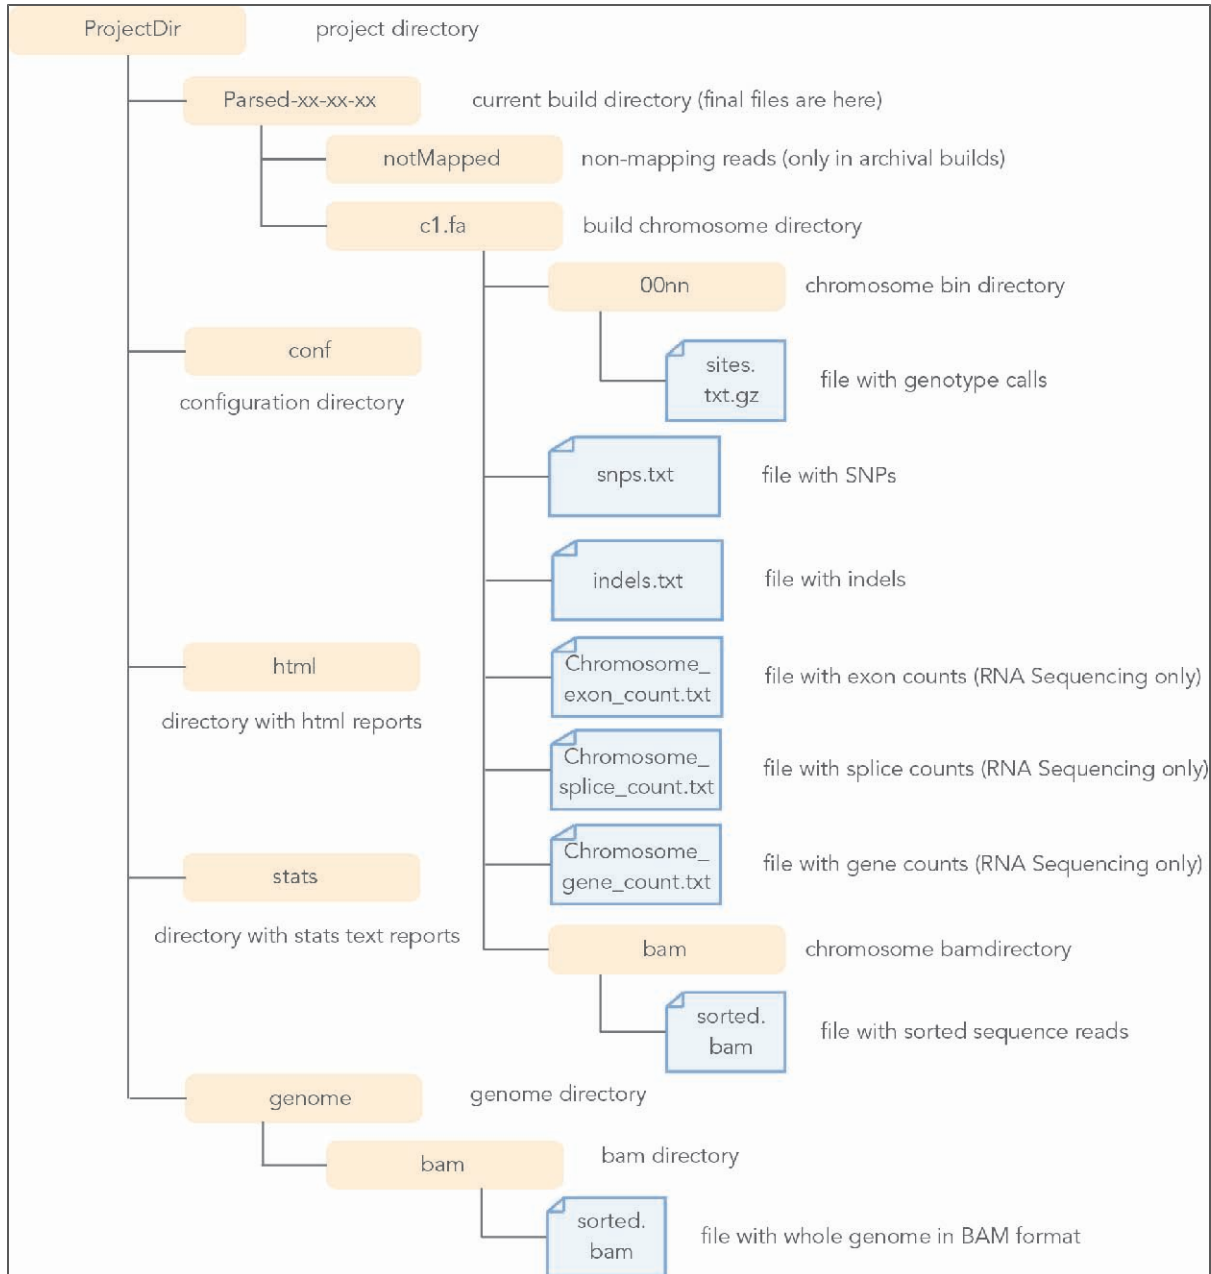 ProjectDir
project directory
Parsed-xx-xx-xx
current build directory (final files are here)
notMapped
non-mapping reads (only in archival builds)
c1.fa
build chromosome directory
00nn
chromosome bin directory
sites.
txt.gz
file with genotype calls
conf
configuration directory
snps.txt
file with SNPs
indels.txt
file with indels
html
directory with html reports
Chromosome_
exon_count.txt
file with exon counts (RNA Sequencing only)
Chromosome_
splice_count.txt
file with splice counts (RNA Sequencing only)
Chromosome_
gene_count.txt
file with gene counts (RNA Sequencing only)
stats
directory with stats text reports
bam
chromosome bamdirectory
sorted.
bam
file with sorted sequence reads
genome
genome directory
bam
bam directory
sorted.
bam
file with whole genome in BAM format